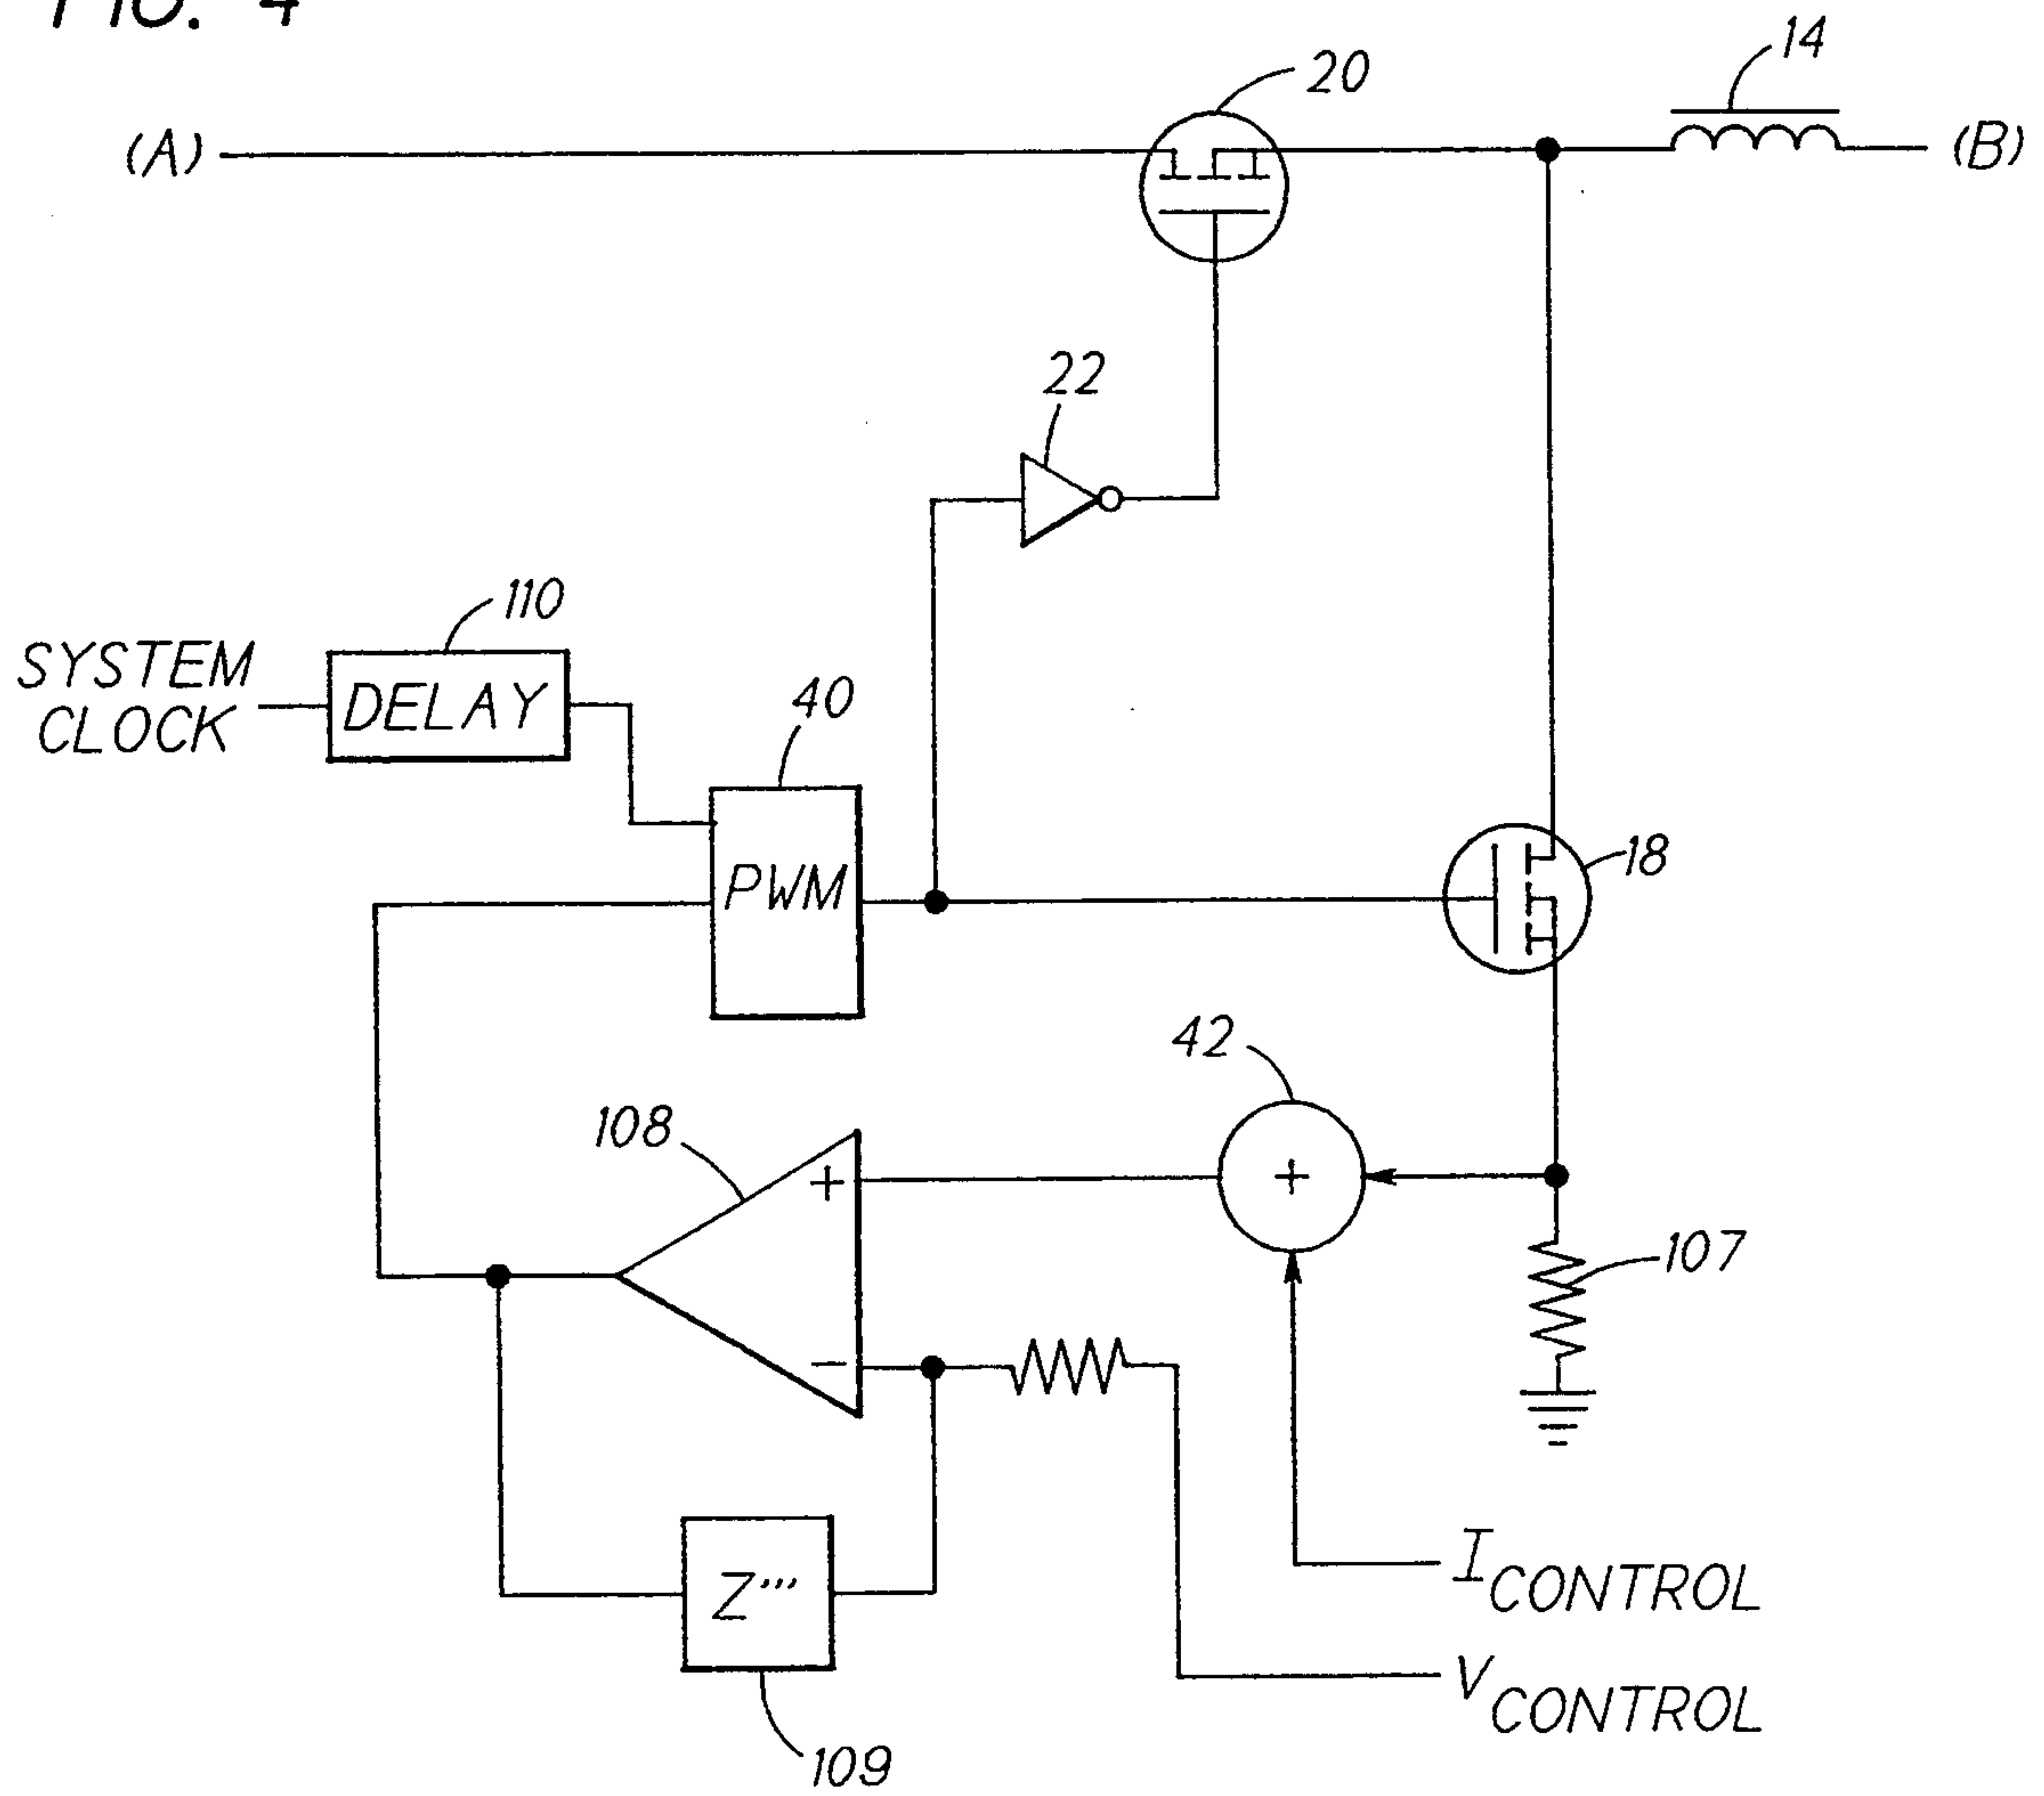 FIG. 4
14
20
(A)
(B)
22
110
SYSTEM
CLOCK
DELAY
40
PWM
18
42
108
+
+
107
−
Z'''
I CONTROL
V CONTROL
109